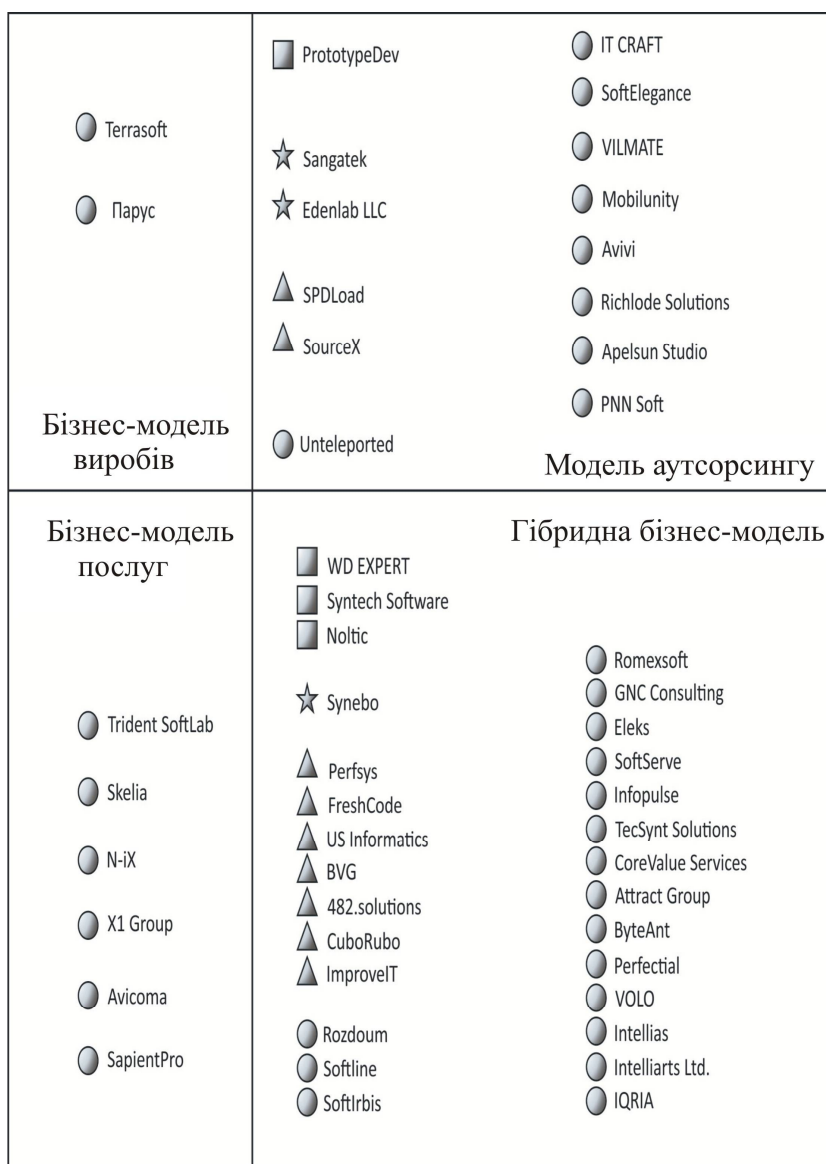 Terrasoft
Парус
Бізнес-модель
виробів
PrototypeDev
Sangatek
Edenlab LLC
SPDLoad
SourceX
Unteleported
IT CRAFT
SoftElegance
VILMATE
Mobilunity
Avivi
Richlode Solutions
Apelsun Studio
PNN Soft
Модель аутсорсингу
Бізнес-модель
послуг
Trident SoftLab
Skelia
N-iX
X1 Group
Avicoma
SapientPro
Гібридна бізнес-модель
WD EXPERT
Syntech Software
Noltic
Synebo
Perfsys
FreshCode
US Informatics
BVG
482.solutions
CuboRubo
ImproveIT
Rozdoum
Softline
SoftIrbis
Romexsoft
GNC Consulting
Eleks
SoftServe
Infopulse
TecSynt Solutions
CoreValue Services
Attract Group
ByteAnt
Perfectial
VOLO
Intellias
Intelliarts Ltd.
IQRIA